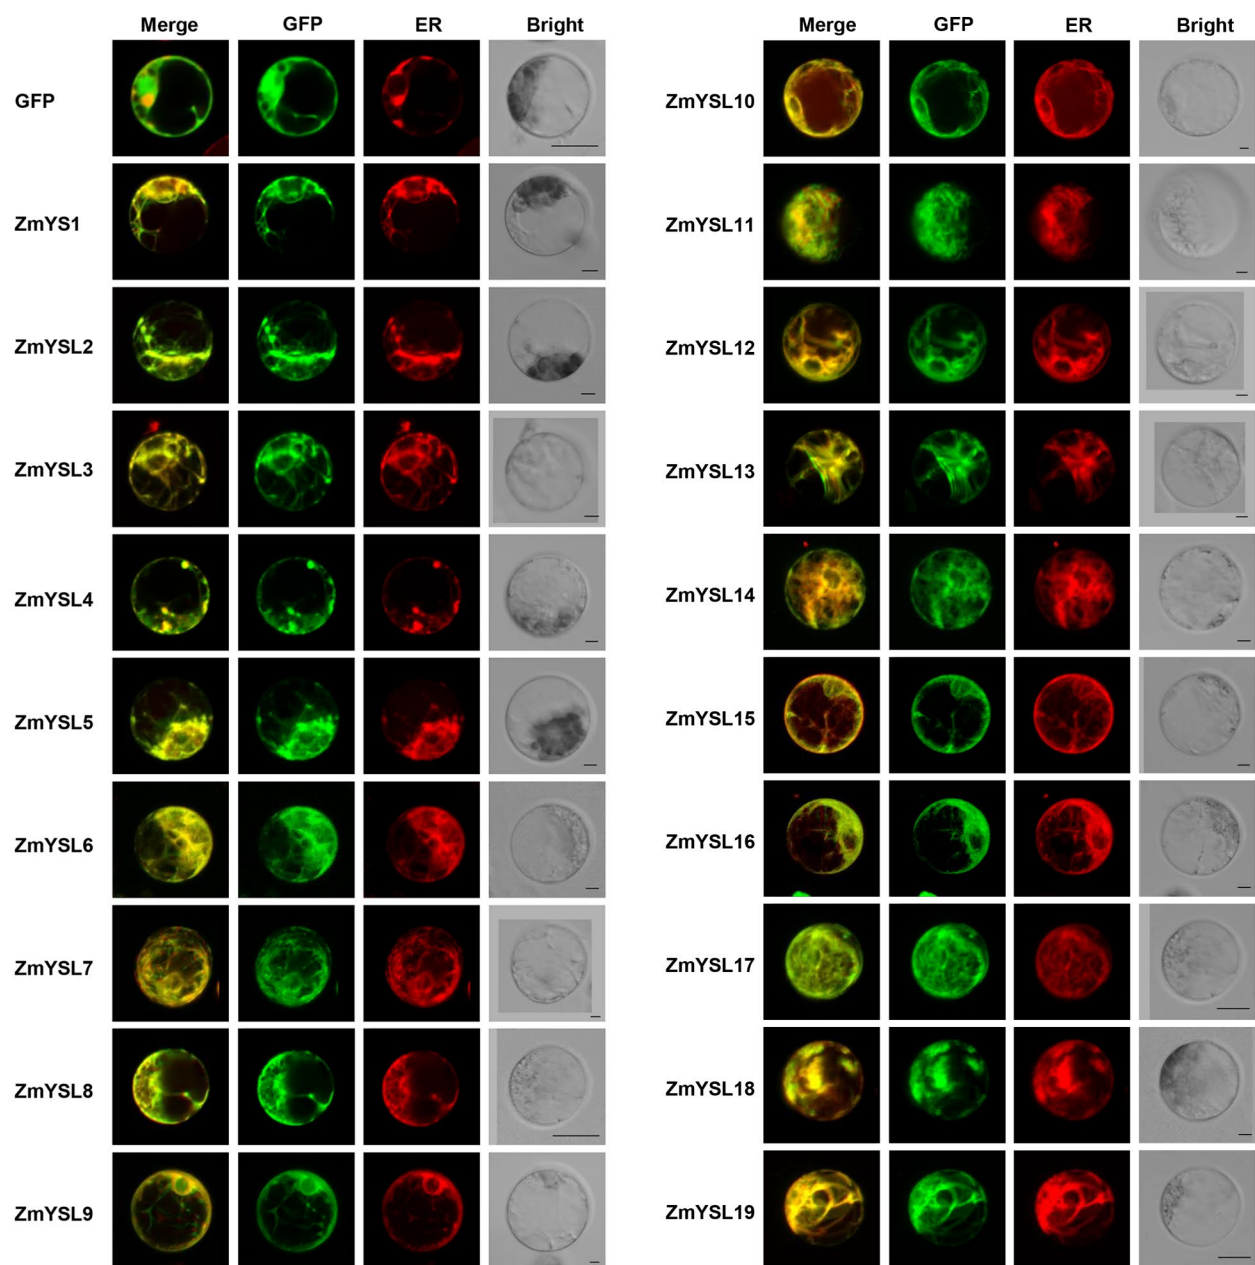 Merge GFP ER Bright
GFP
ZmYS1
ZmYSL2
ZmYSL3
ZmYSL4
ZmYSL5
ZmYSL6
ZmYSL7
ZmYSL8
ZmYSL9
Merge GFP ER Bright
ZmYSL10
ZmYSL11
ZmYSL12
ZmYSL13
ZmYSL14
ZmYSL15
ZmYSL16
ZmYSL17
ZmYSL18
ZmYSL19